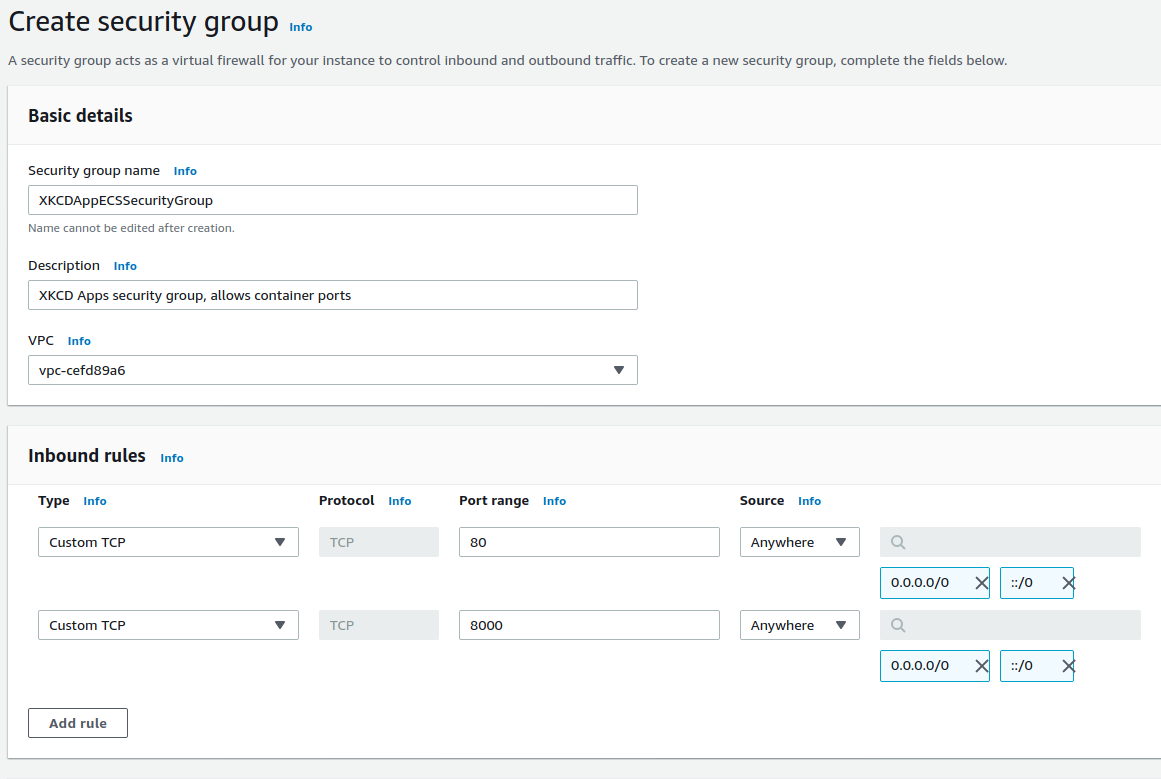 Create security group Info
A security group acts as a virtual firewall for your instance to control inbound and outbound traffic. To create a new security group, complete the fields below.
Basic details
Security group name Info
XKCDAppECSSecurityGroup
Name cannot be edited after creation.
Description Info
XKCD Apps security group, allows container ports
VPC Info
vpc-cefd89a6
Inbound rules Info
Type Info Protocol Info Port range Info Source Info
Custom TCP TCP 80 Anywhere
0.0.0.0/0 ::/0
Custom TCP TCP 8000 Anywhere
0.0.0.0/0 ::/0
Add rule